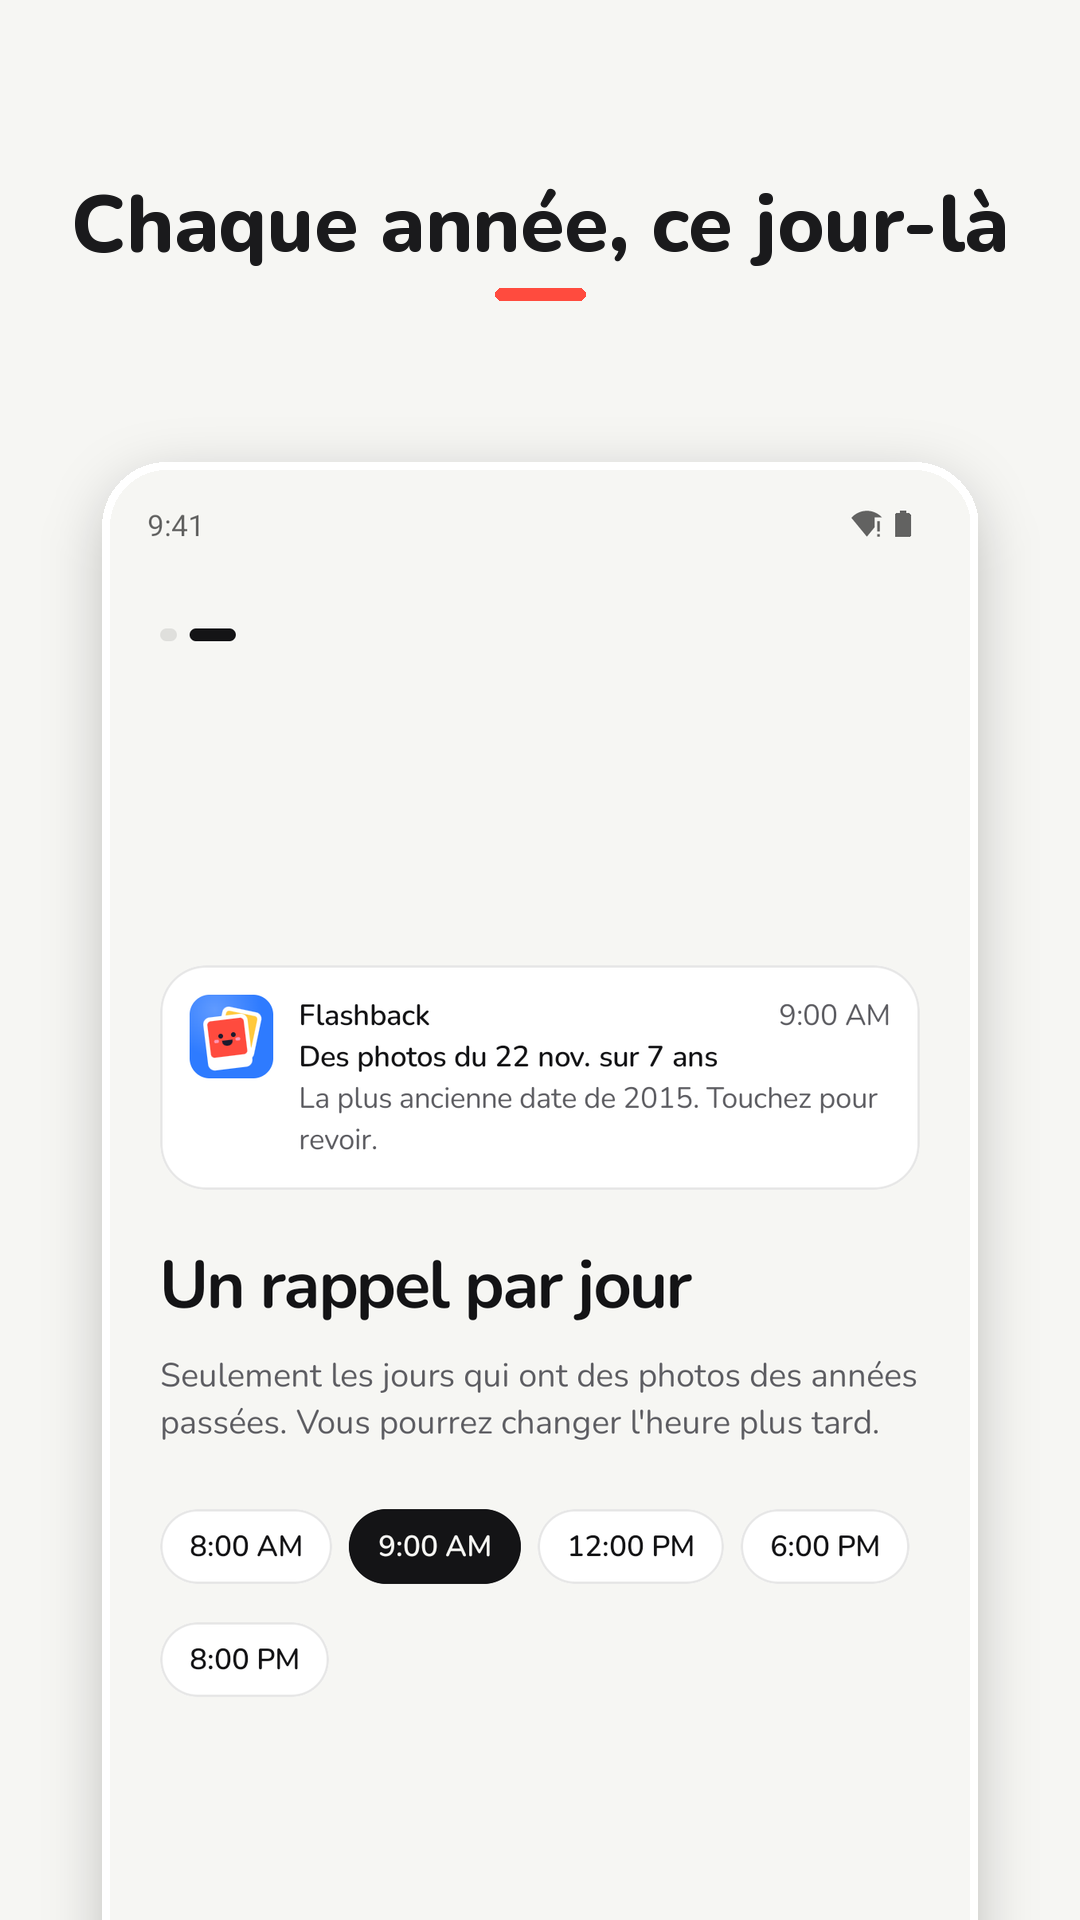 Chaque année, ce jour-là
9:41
Flashback 9:00 AM
Des photos du 22 nov. sur 7 ans
La plus ancienne date de 2015. Touchez pour
revoir.
Un rappel par jour
Seulement les jours qui ont des photos des années
passées. Vous pourrez changer l'heure plus tard.
8:00 AM 9:00 AM 12:00 PM 6:00 PM
8:00 PM